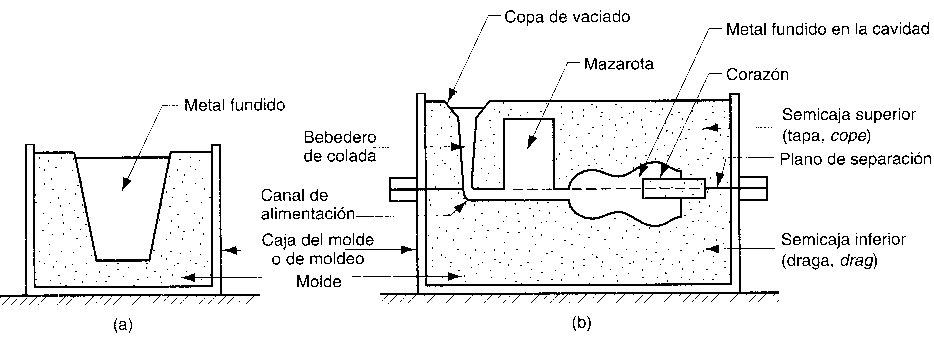 Copa de vaciado
Metal fundido en la cavidad
Mazarota
Corazón
Metal fundido
Semicaja superior
(tapa, cope)
Bebedero
de colada
Plano de separación
Canal de
alimentación
Caja del molde
o de moldeo
Semicaja inferior
(draga, drag)
Molde
(a)
(b)